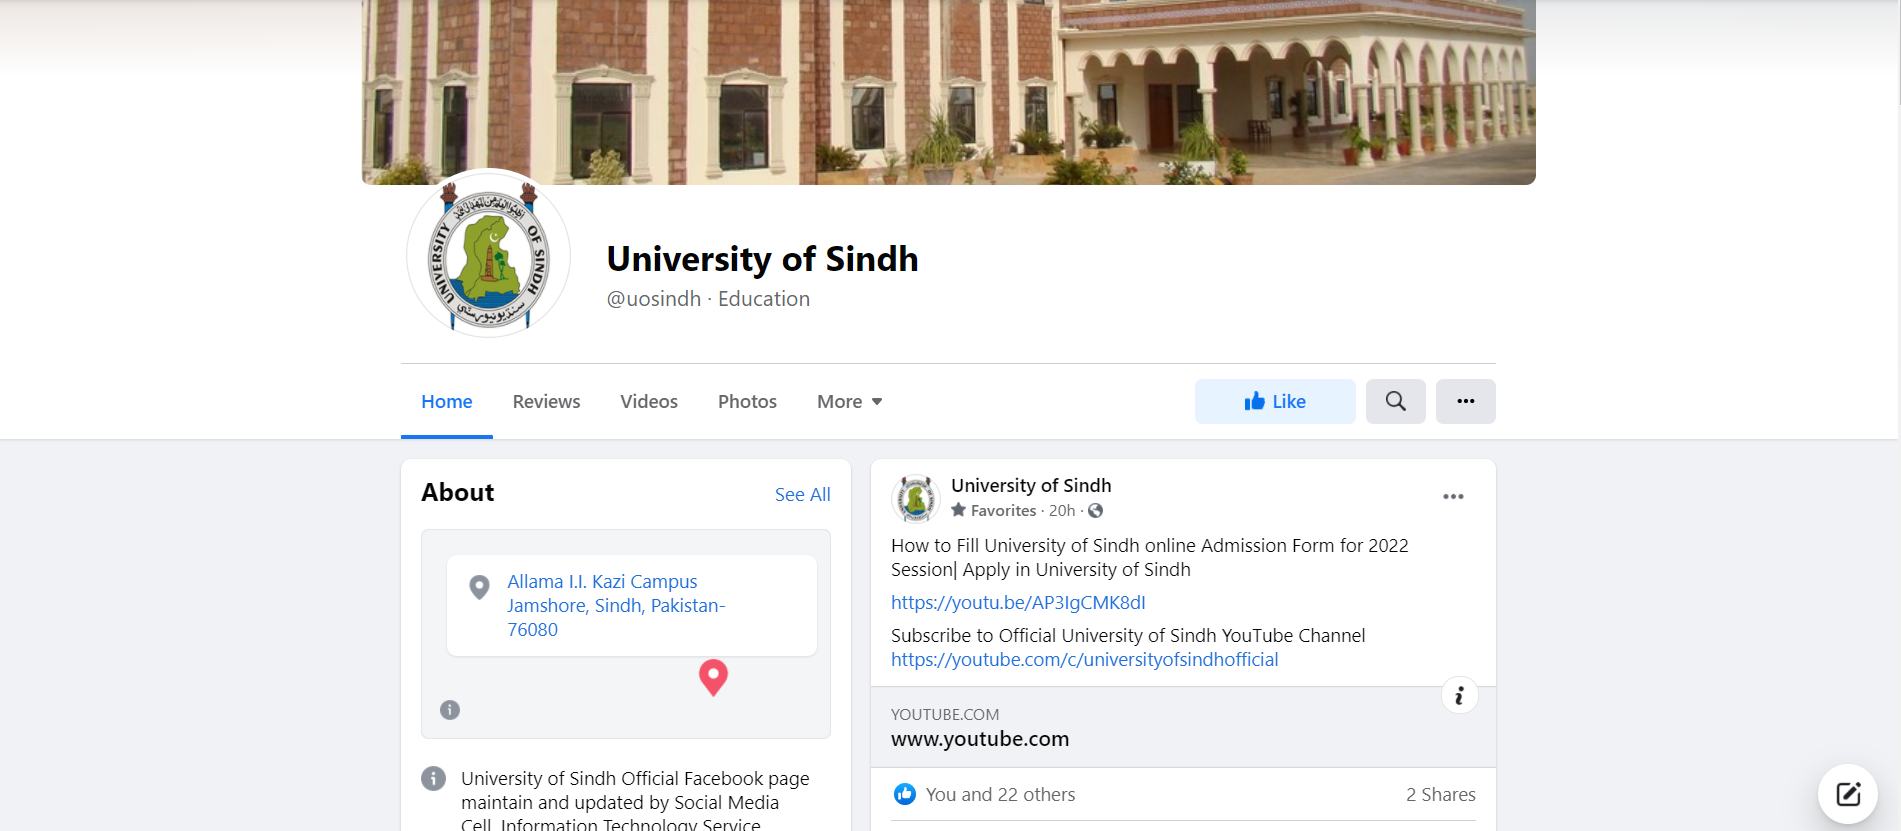 UNIVERSITY OF SINDH
University of Sindh
@uosindh · Education
Home
Reviews
Videos
Photos
More
Like
About
See All
Allama I.I. Kazi Campus
Jamshore, Sindh, Pakistan-
76080
University of Sindh Official Facebook page
maintain and updated by Social Media
Cell, Information Technology Service
University of Sindh
Favorites · 20h ·
How to Fill University of Sindh online Admission Form for 2022
Session| Apply in University of Sindh
https://youtu.be/AP3IgCMK8dI
Subscribe to Official University of Sindh YouTube Channel
https://youtube.com/c/universityofsindhofficial
YOUTUBE.COM
www.youtube.com
You and 22 others
2 Shares